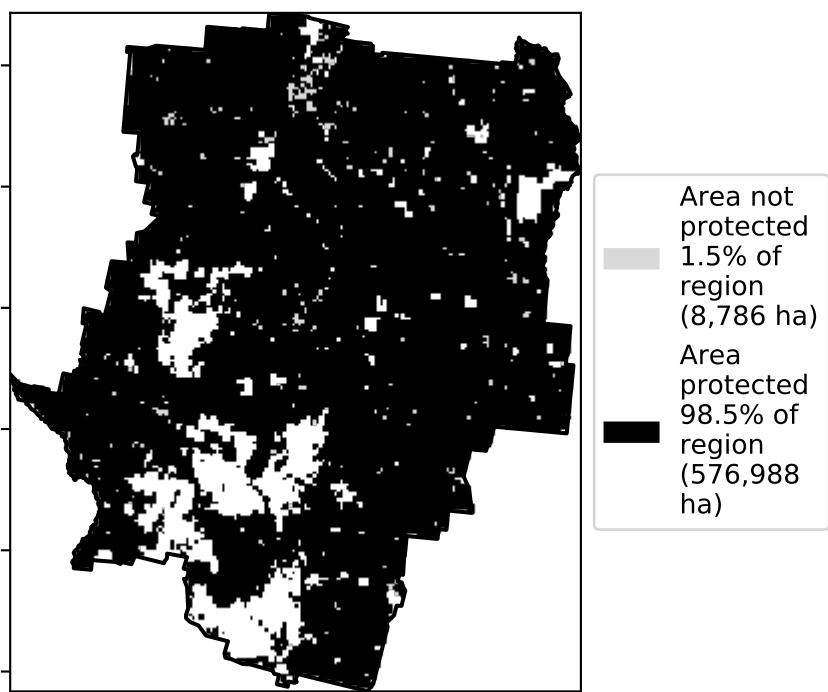 Area not
protected
1.5% of
region
(8,786 ha)
Area
protected
98.5% of
region
(576,988
ha)